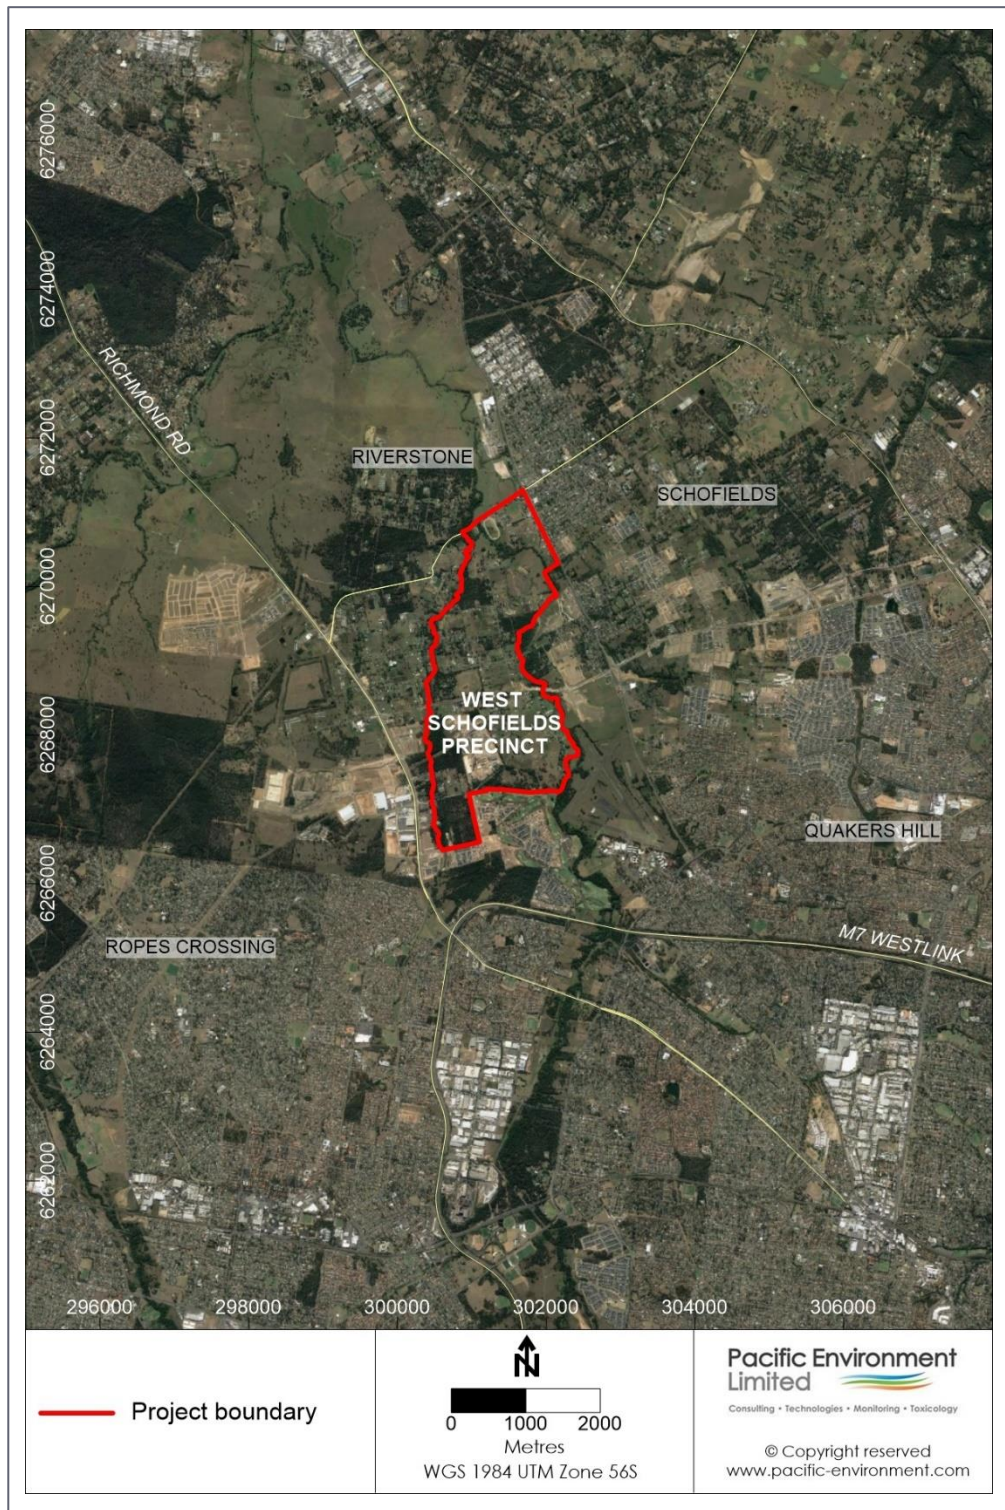 6276000
6274000
RICHMOND RD
6272000
RIVERSTONE
SCHOFIELDS
6270000
WEST
SCHOFIELDS
PRECINCT
6268000
QUAKERS HILL
6266000
ROPES CROSSING
M7 WESTLINK
6264000
6262000
296000
298000
300000
302000
304000
306000
Project boundary
N
0 1000 2000
Metres
WGS 1984 UTM Zone 56S
Pacific Environment
Limited
Consulting • Technologies • Monitoring • Toxicology
© Copyright reserved
www.pacific-environment.com